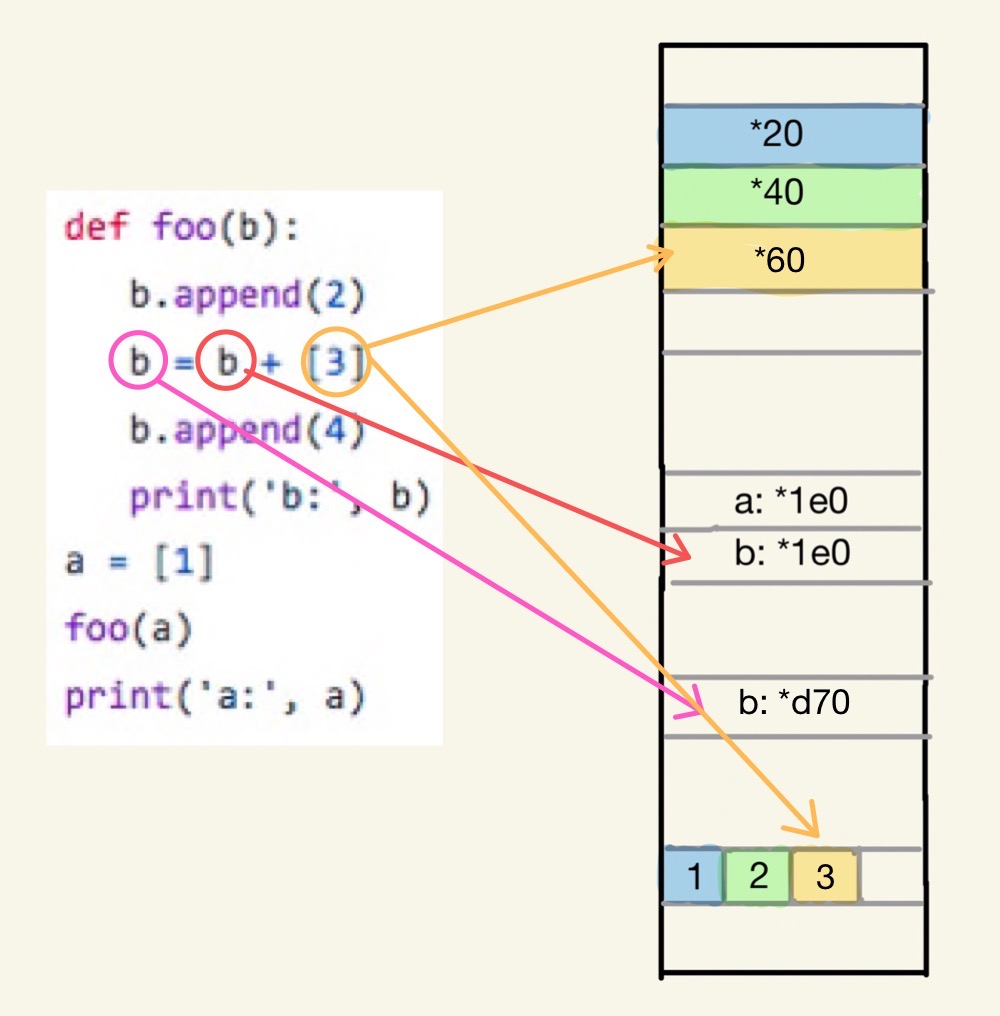 def foo(b):
b.append(2)
b = b + [3]
b.append(4)
print('b:', b)
a = [1]
foo(a)
print('a:', a)
*20
*40
*60
a: *1e0
b: *1e0
b: *d70
1 2 3